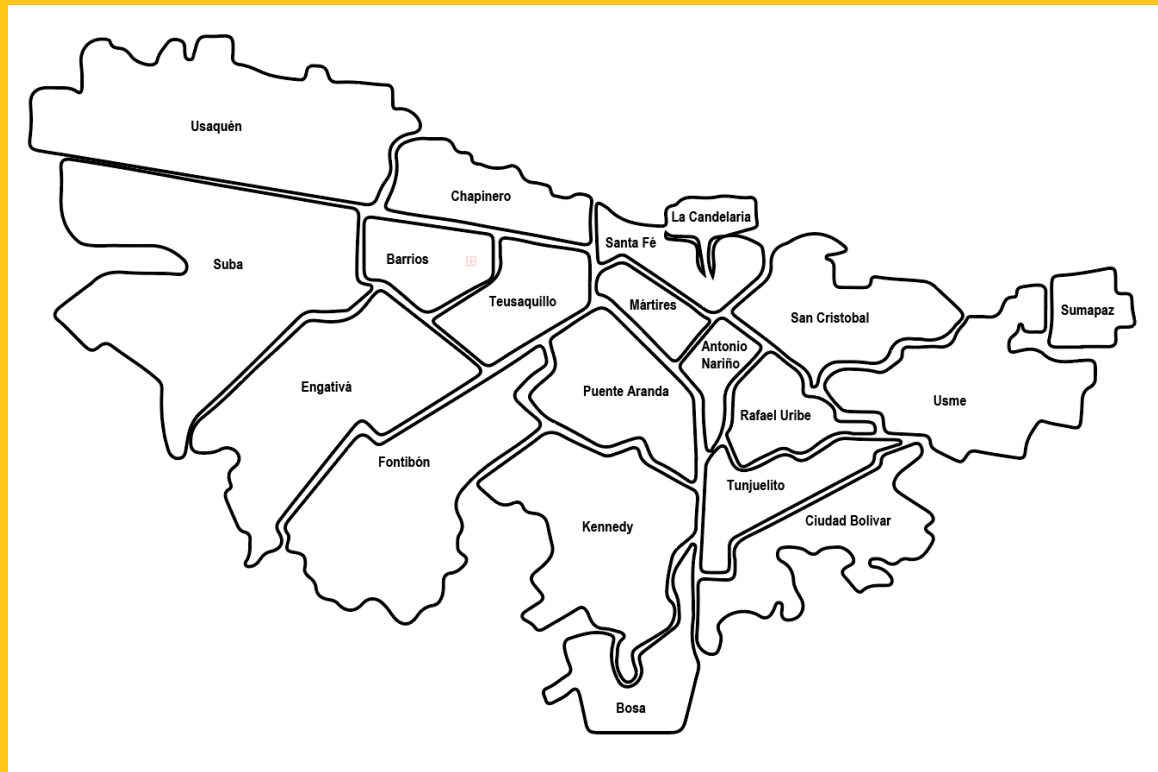 Usaquén
Chapinero
La Candelaria
Santa Fé
Barrios
Suba
Teusaquillo
Mártires
San Cristobal
Sumapaz
Antonio
Nariño
Engativá
Puente Aranda
Usme
Rafael Uribe
Fontibón
Tunjuelito
Ciudad Bolivar
Kennedy
Bosa